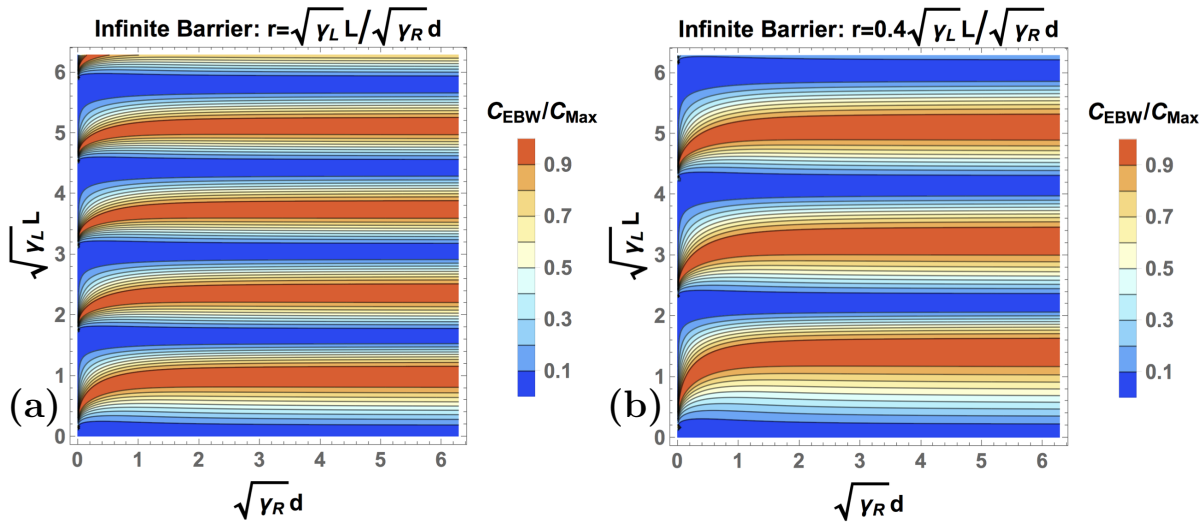 Infinite Barrier: r=√γL L/√γR d
CEBW/CMax
0.9
0.7
0.5
0.3
0.1
6
5
4
3
2
1
0
√γL L
(a)
0 1 2 3 4 5 6
√γR d
Infinite Barrier: r=0.4√γL L/√γR d
CEBW/CMax
0.9
0.7
0.5
0.3
0.1
6
5
4
3
2
1
0
√γL L
(b)
0 1 2 3 4 5 6
√γR d